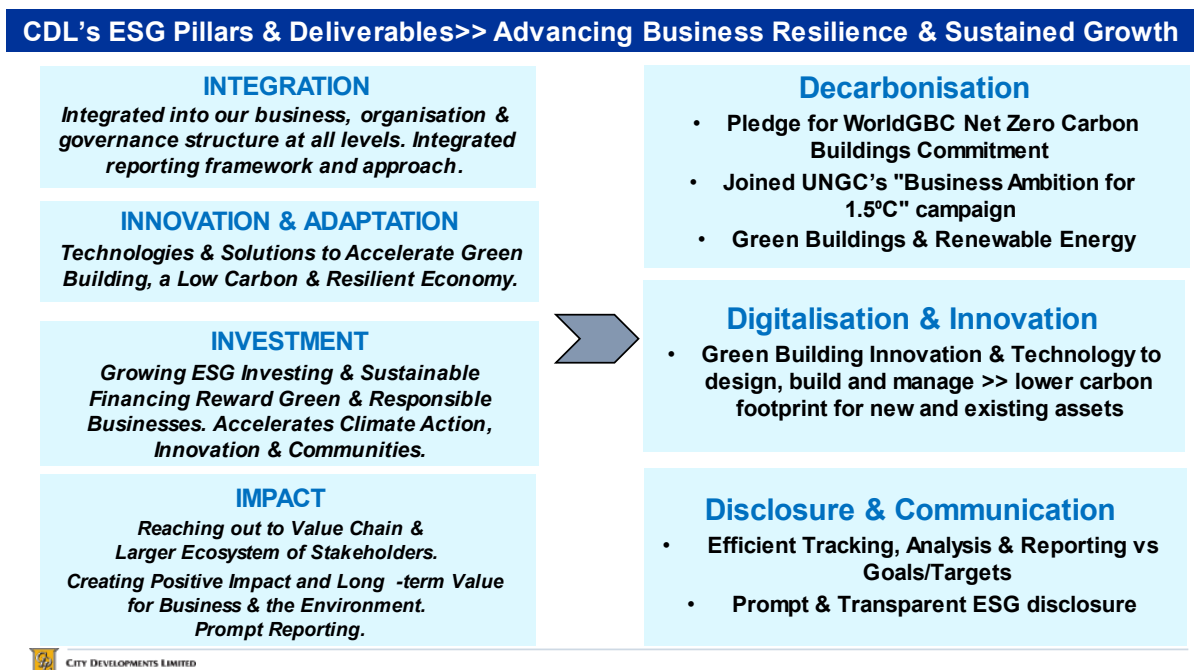 CDL's ESG Pillars & Deliverables>> Advancing Business Resilience & Sustained Growth
INTEGRATION
Integrated into our business, organisation &
governance structure at all levels. Integrated
reporting framework and approach.
INNOVATION & ADAPTATION
Technologies & Solutions to Accelerate Green
Building, a Low Carbon & Resilient Economy.
INVESTMENT
Growing ESG Investing & Sustainable
Financing Reward Green & Responsible
Businesses. Accelerates Climate Action,
Innovation & Communities.
IMPACT
Reaching out to Value Chain &
Larger Ecosystem of Stakeholders.
Creating Positive Impact and Long -term Value
for Business & the Environment.
Prompt Reporting.
Decarbonisation
• Pledge for WorldGBC Net Zero Carbon
Buildings Commitment
• Joined UNGC's "Business Ambition for
1.5ºC" campaign
• Green Buildings & Renewable Energy
Digitalisation & Innovation
• Green Building Innovation & Technology to
design, build and manage >> lower carbon
footprint for new and existing assets
Disclosure & Communication
• Efficient Tracking, Analysis & Reporting vs
Goals/Targets
• Prompt & Transparent ESG disclosure
CITY DEVELOPMENTS LIMITED